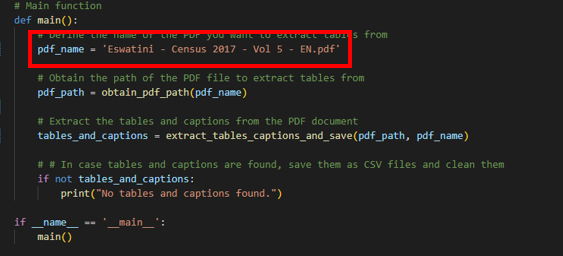 # Main function
def main():
# Define the name of the PDF you want to extract tables from
pdf_name = 'Eswatini - Census 2017 - Vol 5 - EN.pdf'
# Obtain the path of the PDF file to extract tables from
pdf_path = obtain_pdf_path(pdf_name)
# Extract the tables and captions from the PDF document
tables_and_captions = extract_tables_captions_and_save(pdf_path, pdf_name)
# # In case tables and captions are found, save them as CSV files and clean them
if not tables_and_captions:
print("No tables and captions found.")
if __name__ == '__main__':
main()